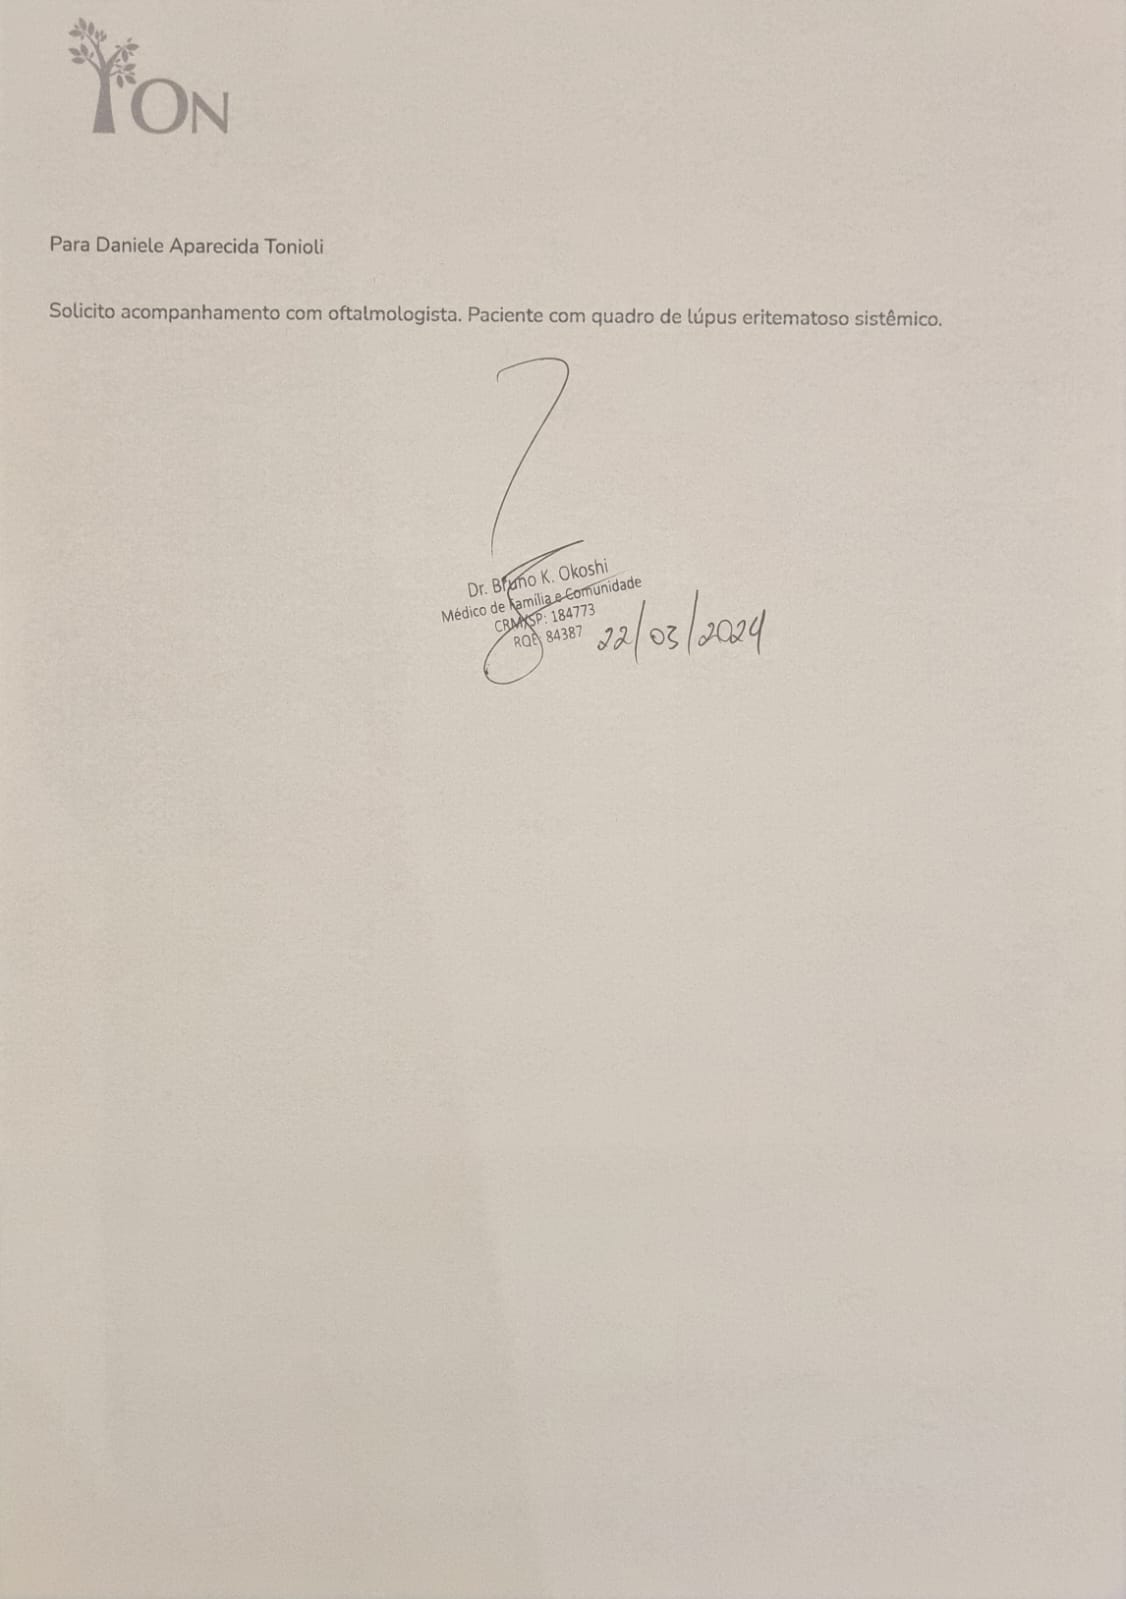 ON
Para Daniele Aparecida Tonioli
Solicito acompanhamento com oftalmologista. Paciente com quadro de lúpus eritematoso sistêmico.
Dr. Bruno K. Okoshi
Médico de Família e Comunidade
CRM/SP: 184773
RQE 84387
22/03/2024